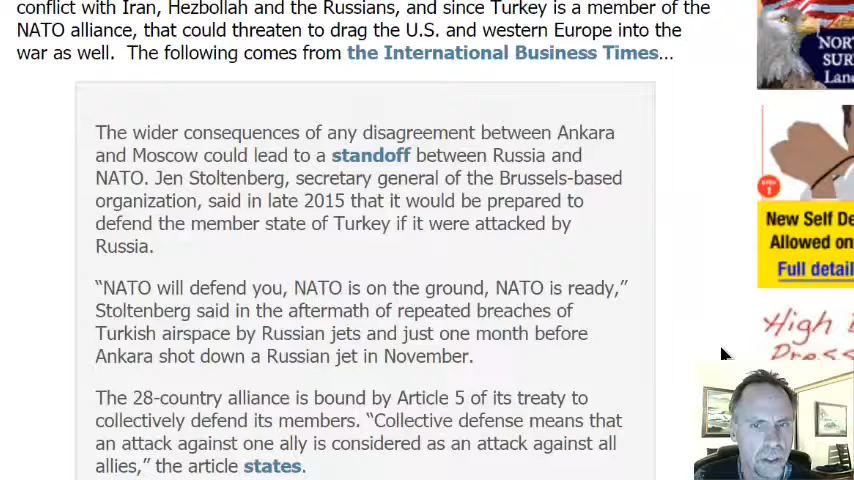 conflict with Iran, Hezbollah and the Russians, and since Turkey is a member of the
NATO alliance, that could threaten to drag the U.S. and western Europe into the
war as well.  The following comes from the International Business Times…
The wider consequences of any disagreement between Ankara
and Moscow could lead to a standoff between Russia and
NATO. Jen Stoltenberg, secretary general of the Brussels-based
organization, said in late 2015 that it would be prepared to
defend the member state of Turkey if it were attacked by
Russia.
“NATO will defend you, NATO is on the ground, NATO is ready,”
Stoltenberg said in the aftermath of repeated breaches of
Turkish airspace by Russian jets and just one month before
Ankara shot down a Russian jet in November.
The 28-country alliance is bound by Article 5 of its treaty to
collectively defend its members. “Collective defense means that
an attack against one ally is considered as an attack against all
allies,” the article states.
NOR
SUR
Lan
STEP
1
New Self De
Allowed on
Full detail
High